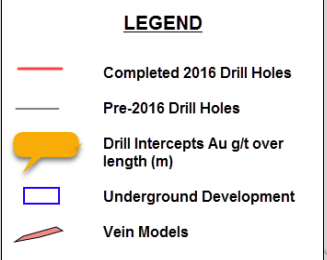 LEGEND
Completed 2016 Drill Holes
Pre-2016 Drill Holes
Drill Intercepts Au g/t over
length (m)
Underground Development
Vein Models